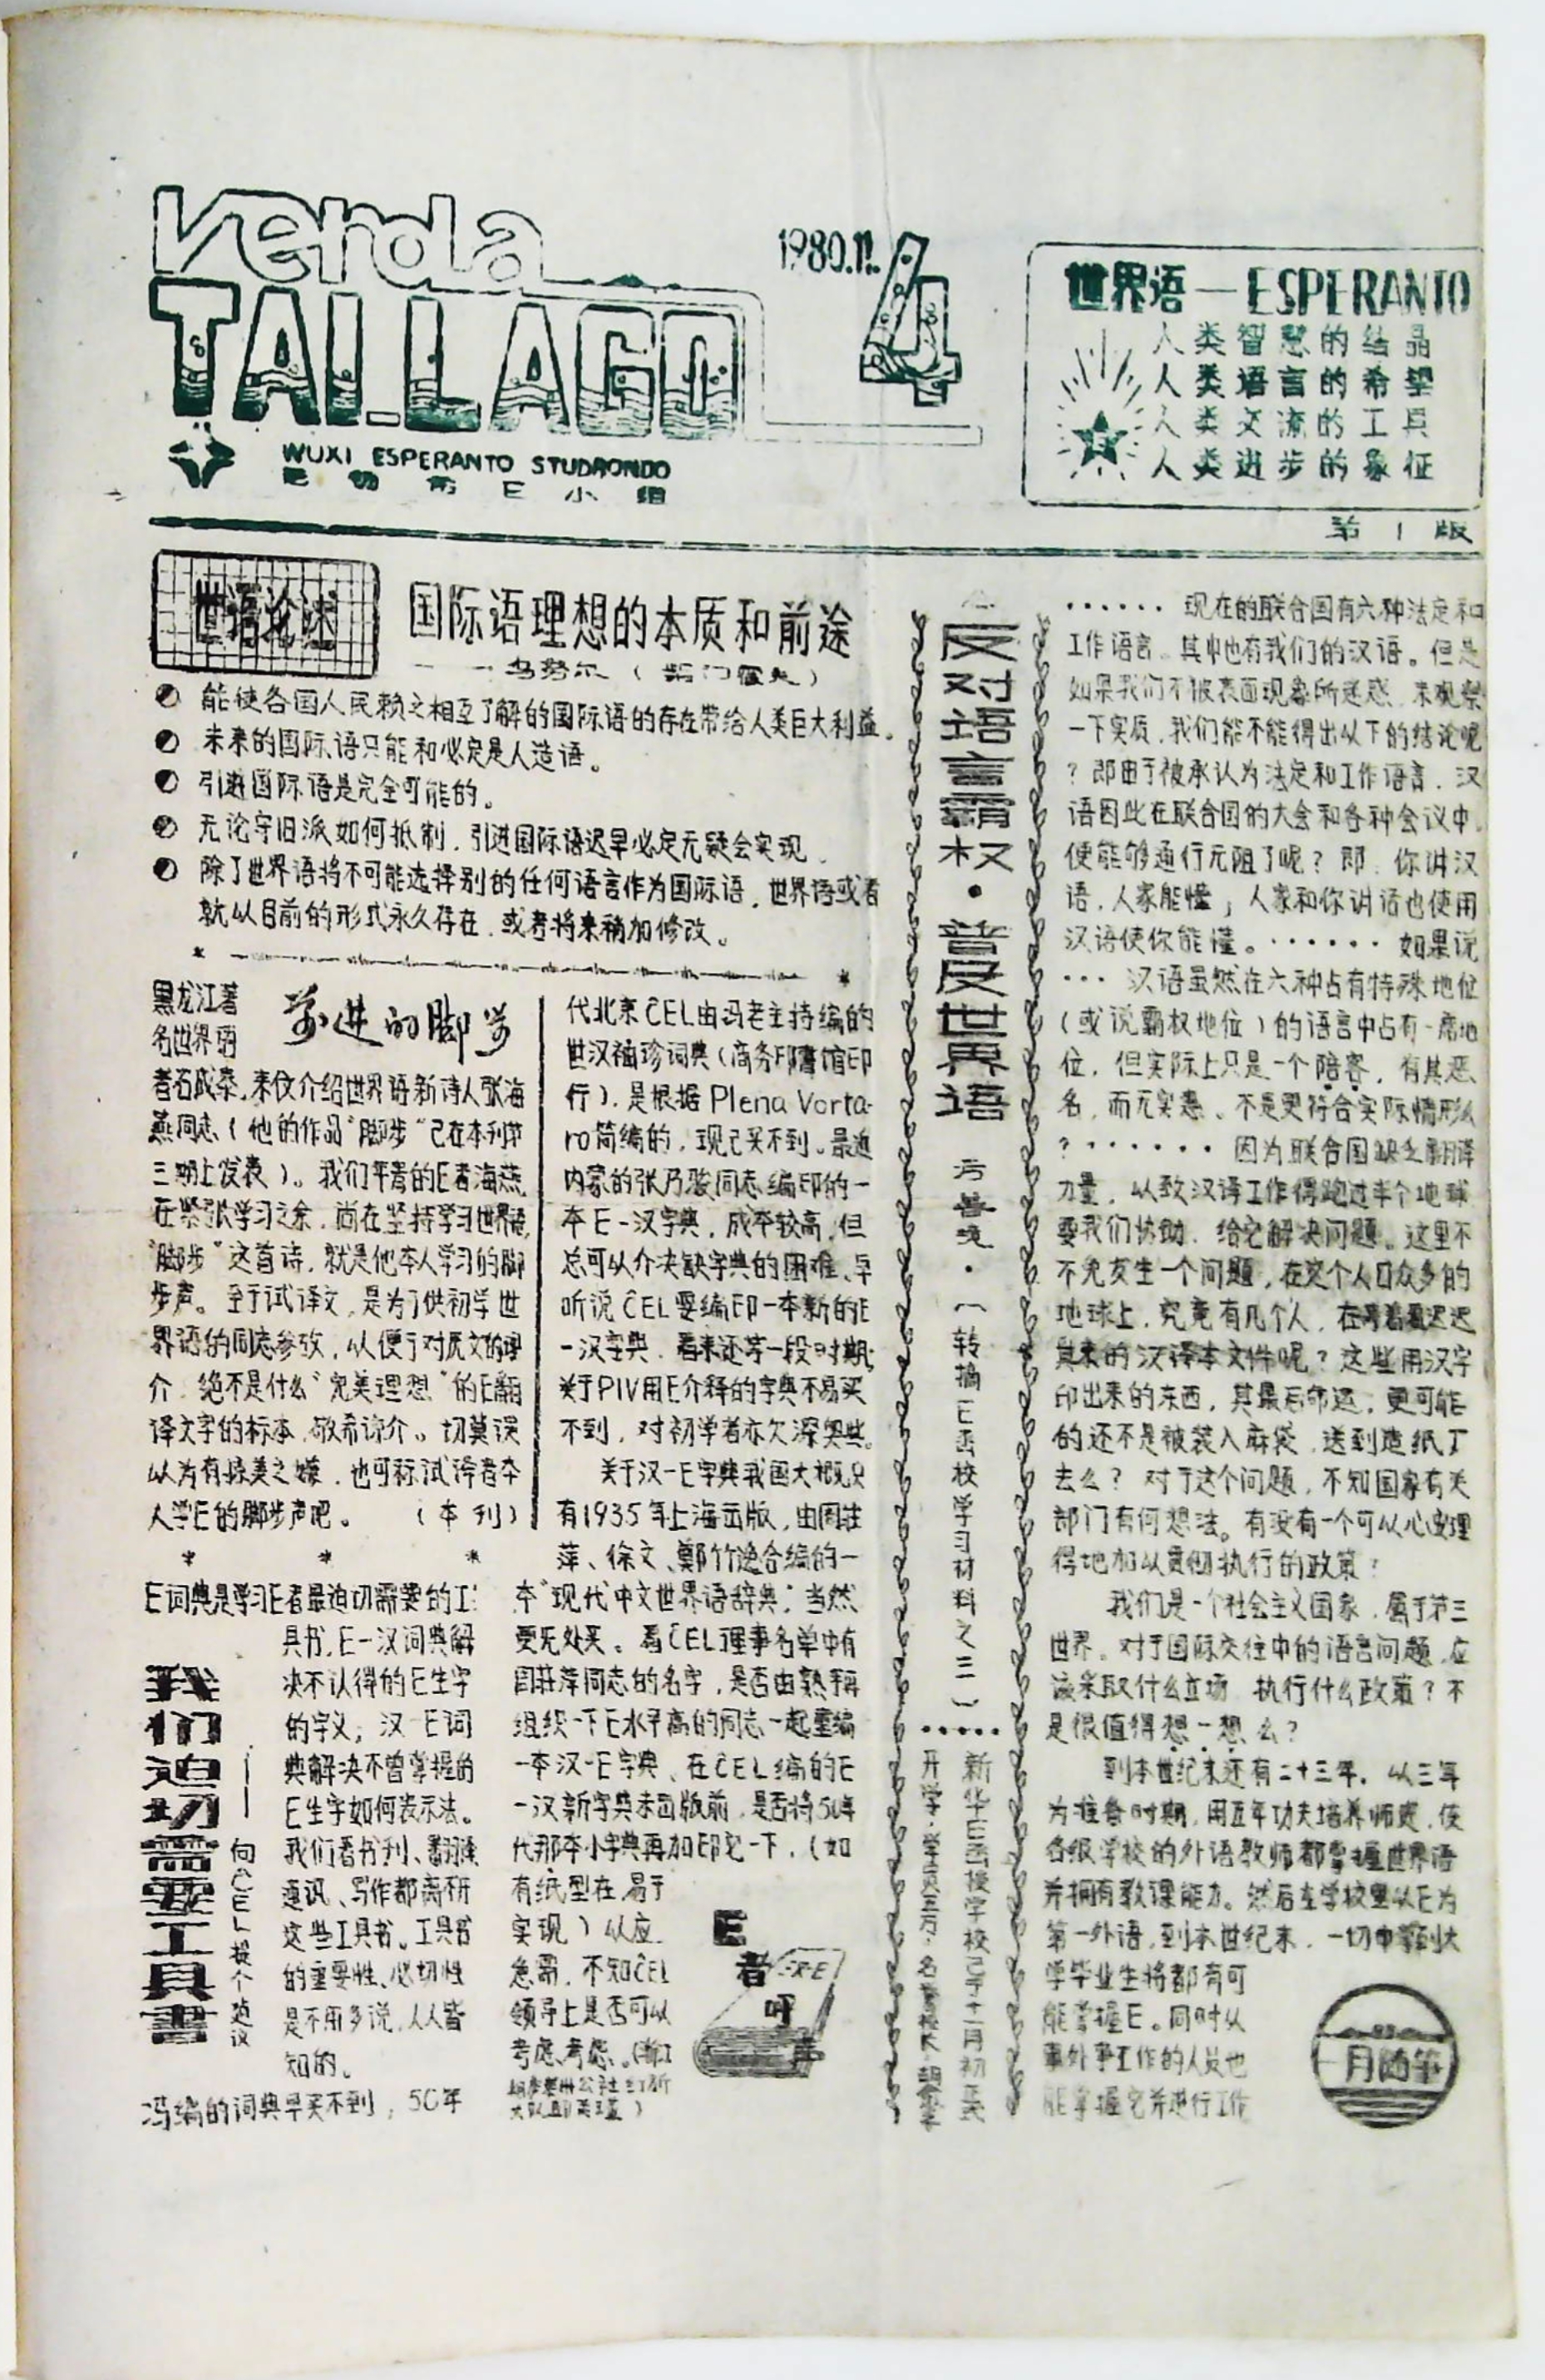 Verda
TAI LAGO
1980.11.
4
WUXI ESPERANTO STUDRONDO
无锡市E小组
世界语—ESPERANTO
人类智慧的结晶
人类语言的希望
人类交流的工具
人类进步的象征
第1版
世语论述
国际语理想的本质和前途
能使各国人民赖之相互了解的国际语的存在带给人类巨大利益。
未来的国际语只能和必定是人造语。
引进国际语是完全可能的。
无论守旧派如何抵制,引进国际语迟早必定无疑会实现。
除了世界语将不可能选择别的任何语言作为国际语,世界语或者
就以目前的形式永久存在,或者将来稍加修改。
前进的脚步
黑龙江著
名世界语
者石成泰,来仪介绍世界语新诗人张海
燕同志(他的作品“脚步”已在本刊第
三期上发表)。我们年青的E者海燕,
在紧张学习之余,尚在坚持学习世界语,
“脚步”这首诗,就是他本人学习的脚
步声。至于试译文,是为了供初学世
界语的同志参考,以便于对原文的理
介,绝不是什么“完美理想”的E翻
译文字的标本,敬希谅介。切莫误
以为有掠美之嫌,也可称试译者本
人学E的脚步声吧。 (本刊)
我们迫切需要工具書
——向CEL提个建议
E词典是学习E者最迫切需要的工
具书,E-汉词典解
决不认得的E生字
的字义;汉-E词
典解决不曾掌握的
E生字如何表示法。
我们看书刊、翻译
通讯、写作都离不开
这些工具书。工具书
的重要性、必切性
是不用多说,人人皆
知的。
冯编的词典早买不到,50年
代北京CEL由冯老主持编的
世汉袖珍词典(商务印書馆印
行),是根据Plena Vorta-
ro简编的,现已买不到。最近
内蒙的张乃骏同志编印的一
本E-汉字典,成本较高,但
总可以介决缺字典的困难,早
听说CEL要编印一本新的E
-汉字典,看来还等一段时期;
关于PIV用E介释的字典不易买
不到,对初学者亦欠深奥些。
关于汉-E字典我国大概只
有1935年上海出版,由周庄
萍、徐文、鄭竹逸合编的一
本“现代中文世界语辞典”当然
更无处买。看CEL理事名单中有
周庄萍同志的名字,是否由熟手再
组织一下E水平高的同志一起重编
一本汉-E字典,在CEL编的E
-汉新字典未出版前,是否将50年
代那本小字典再加印它一下,(如
有纸型在,易于
实现)以应
急需,不知CEL
领导上是否可以
考虑、考虑。
E
者
呼
声
反对语言霸权·普及世界语
(转摘E函校学习材料之三)
新华E函授学校已于十二月初正式
开学·学员三万·名誉校长·胡愈之
······现在的联合国有六种法定和
工作语言,其中也有我们的汉语。但是
如果我们不被表面现象所迷惑,来观察
一下实质,我们能不能得出以下的结论呢
?即由于被承认为法定和工作语言,汉
语因此在联合国的大会和各种会议中,
便能够通行无阻了呢?即:你讲汉
语,人家能懂;人家和你讲话也使用
汉语使你能懂。······如果说
···汉语虽然在六种占有特殊地位
(或说霸权地位)的语言中占有一席地
位,但实际上只是一个陪客,有其恶
名,而无实惠。不是更符合实际情形么
?······因为联合国缺乏翻译
力量,以致汉译工作得跑过半个地球
要我们协助,给它解决问题。这里不
不免发生一个问题,在这个人口众多的
地球上,究竟有几个人,在等着看迟迟
其来的汉译本文件呢?这些用汉字
印出来的东西,其最后命运,更可能
的还不是被装入麻袋,送到造纸厂
去么?对于这个问题,不知国家有关
部门有何想法。有没有一个可以心安理
得地加以贯彻执行的政策?
我们是一个社会主义国家,属于第三
世界。对于国际交往中的语言问题,应
该采取什么立场,执行什么政策?不
是很值得想一想么?
到本世纪末还有二十三年,以三年
为准备时期,用五年功夫培养师资,使
各级学校的外语教师都掌握世界语
并拥有教课能力。然后在学校里以E为
第一外语,到本世纪末,一切中学到大
学毕业生将都有可
能掌握E。同时从
事外事工作的人员也
能掌握它并进行工作
一月随筆